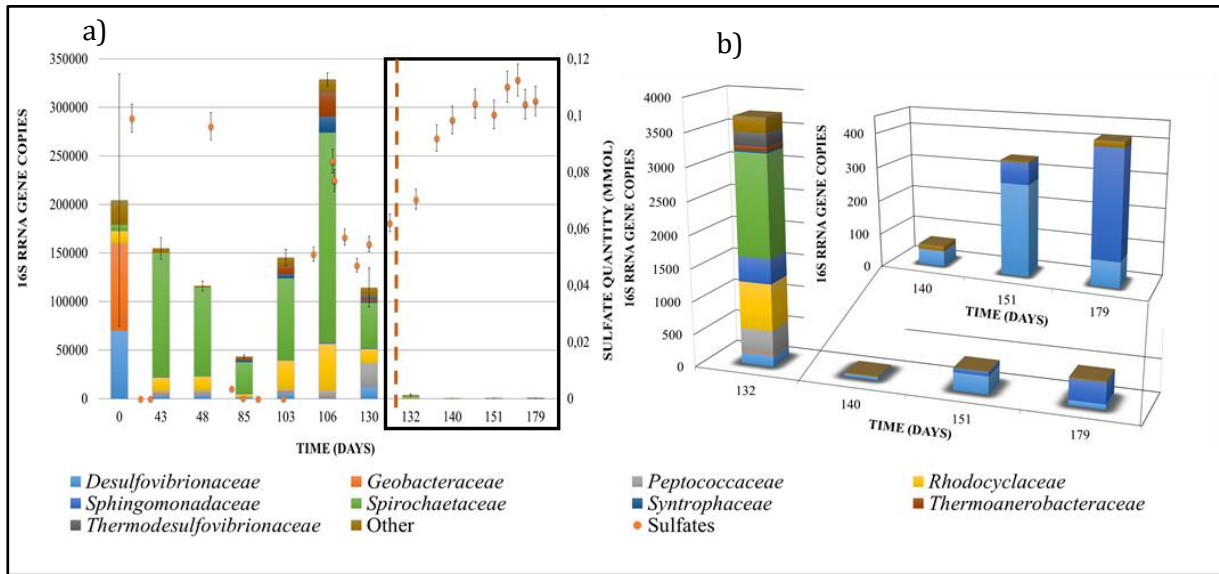 a)
b)
350000
300000
250000
200000
150000
100000
50000
0
16S RRNA GENE COPIES
0,12
0,1
0,08
0,06
0,04
0,02
0
SULFATE QUANTITY (MMOL)
0 43 48 85 103 106 130 132 140 151 179
TIME (DAYS)
4000
3500
3000
2500
2000
1500
1000
500
0
16S RRNA GENE COPIES
132 140 151 179
TIME (DAYS)
400
300
200
100
0
16S RRNA GENE COPIES
140 151 179
TIME (DAYS)
Desulfovibrionaceae Geobacteraceae Peptococcaceae Rhodocyclaceae
Sphingomonadaceae Spirochaetaceae Syntrophaceae Thermoanerobacteraceae
Thermodesulfovibrionaceae Other Sulfates